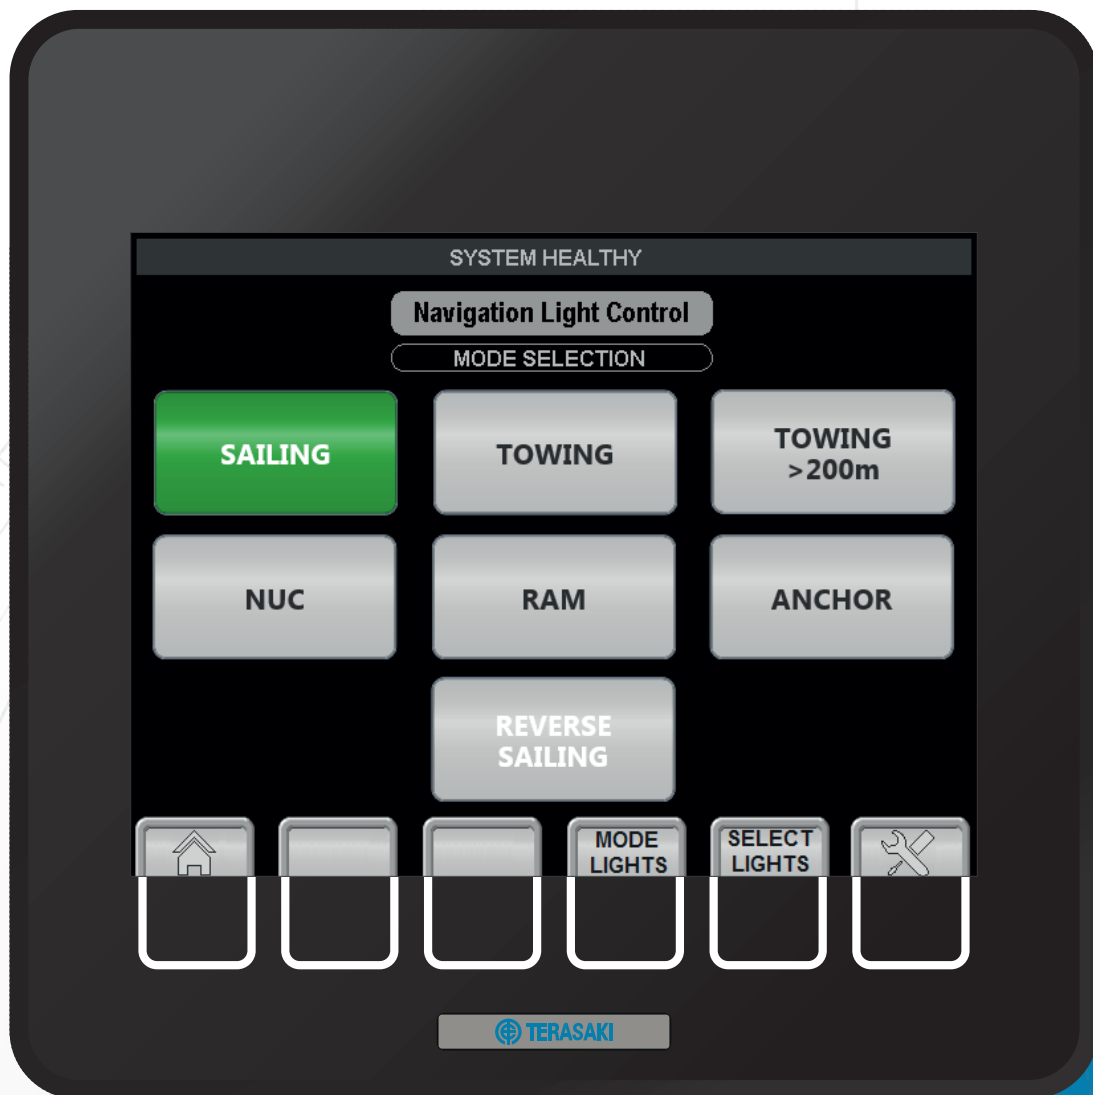 SYSTEM HEALTHY
Navigation Light Control
MODE SELECTION
SAILING
TOWING
TOWING
>200m
NUC
RAM
ANCHOR
REVERSE
SAILING
MODE
LIGHTS
SELECT
LIGHTS
TERASAKI